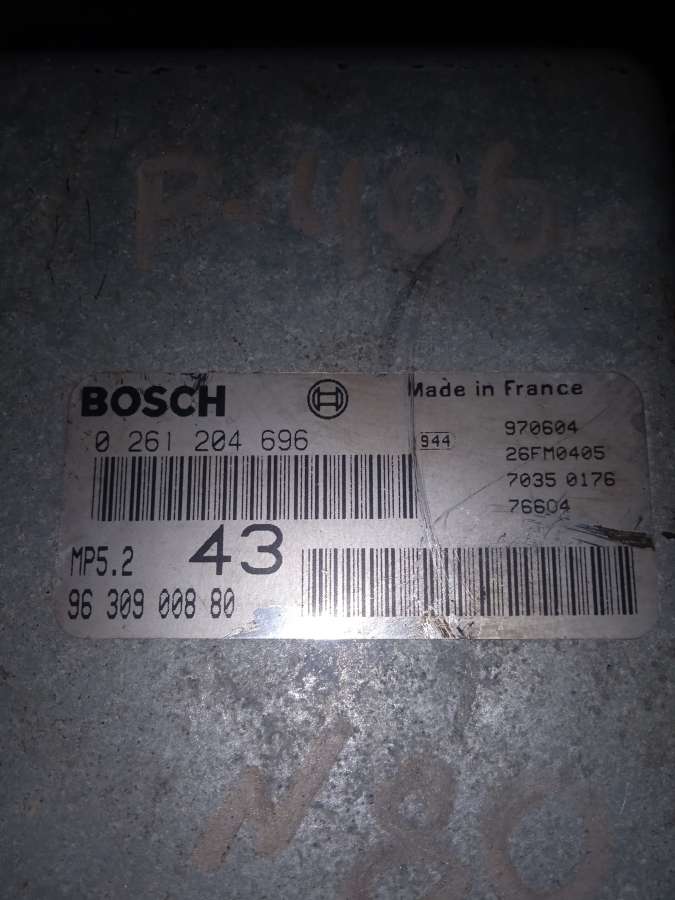 P-406
BOSCH
Made in France
0 261 204 696
944
970604
26FM0405
7035 0176
76604
43
MP5.2
96 309 008 80
N80